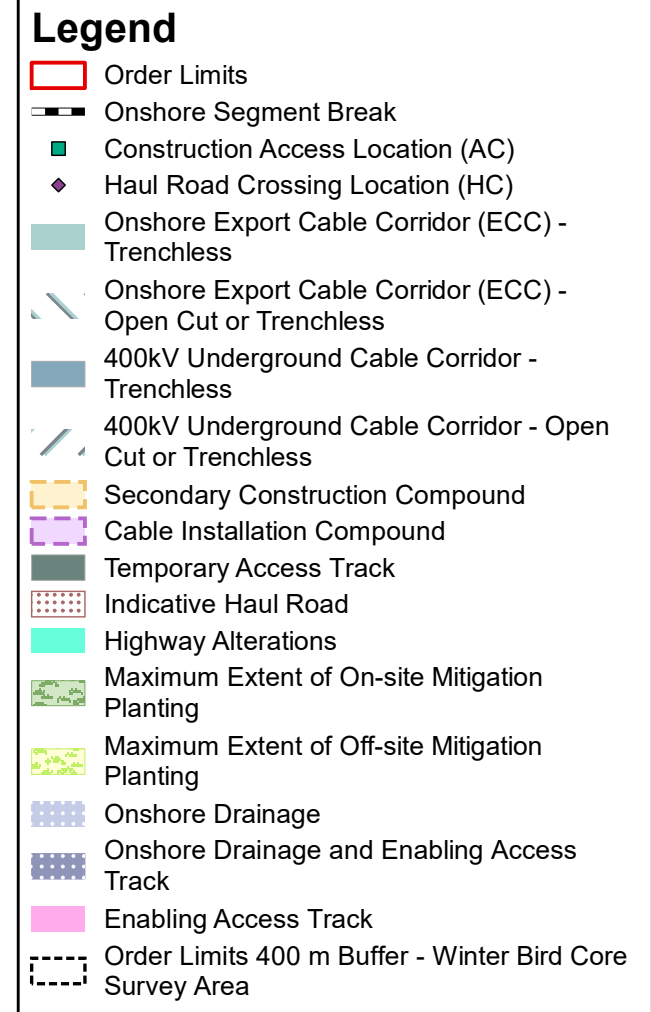 Legend
Order Limits
Onshore Segment Break
Construction Access Location (AC)
Haul Road Crossing Location (HC)
Onshore Export Cable Corridor (ECC) -
Trenchless
Onshore Export Cable Corridor (ECC) -
Open Cut or Trenchless
400kV Underground Cable Corridor -
Trenchless
400kV Underground Cable Corridor - Open
Cut or Trenchless
Secondary Construction Compound
Cable Installation Compound
Temporary Access Track
Indicative Haul Road
Highway Alterations
Maximum Extent of On-site Mitigation
Planting
Maximum Extent of Off-site Mitigation
Planting
Onshore Drainage
Onshore Drainage and Enabling Access
Track
Enabling Access Track
Order Limits 400 m Buffer - Winter Bird Core
Survey Area